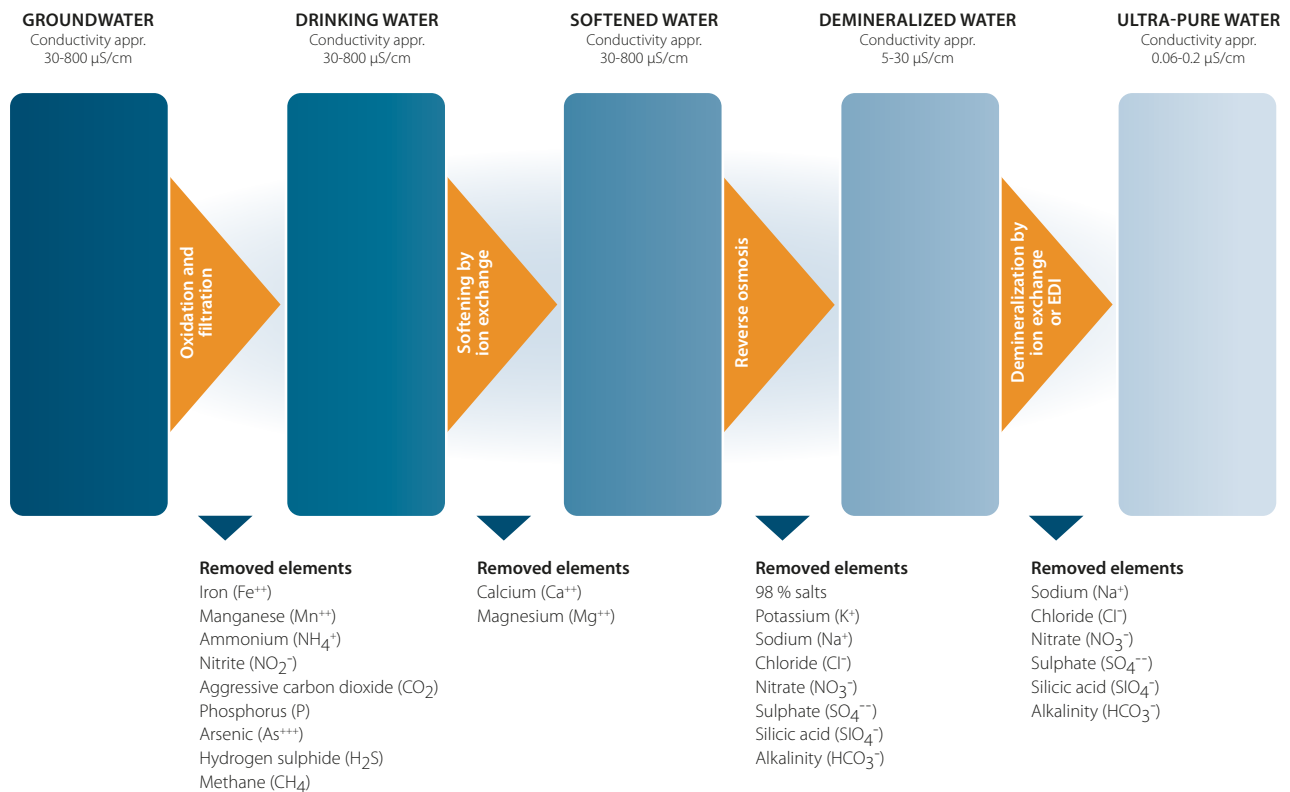 GROUNDWATER
Conductivity appr.
30-800 µS/cm
DRINKING WATER
Conductivity appr.
30-800 µS/cm
SOFTENED WATER
Conductivity appr.
30-800 µS/cm
DEMINERALIZED WATER
Conductivity appr.
5-30 µS/cm
ULTRA-PURE WATER
Conductivity appr.
0.06-0.2 µS/cm
Oxidation and
filtration
Softening by
ion exchange
Reverse osmosis
Demineralization by
ion exchange
or EDI
Removed elements
Iron (Fe⁺⁺)
Manganese (Mn⁺⁺)
Ammonium (NH₄⁺)
Nitrite (NO₂⁻)
Aggressive carbon dioxide (CO₂)
Phosphorus (P)
Arsenic (As⁺⁺⁺)
Hydrogen sulphide (H₂S)
Methane (CH₄)
Removed elements
Calcium (Ca⁺⁺)
Magnesium (Mg⁺⁺)
Removed elements
98 % salts
Potassium (K⁺)
Sodium (Na⁺)
Chloride (Cl⁻)
Nitrate (NO₃⁻)
Sulphate (SO₄⁻⁻)
Silicic acid (SIO₄⁻)
Alkalinity (HCO₃⁻)
Removed elements
Sodium (Na⁺)
Chloride (Cl⁻)
Nitrate (NO₃⁻)
Sulphate (SO₄⁻⁻)
Silicic acid (SIO₄⁻)
Alkalinity (HCO₃⁻)